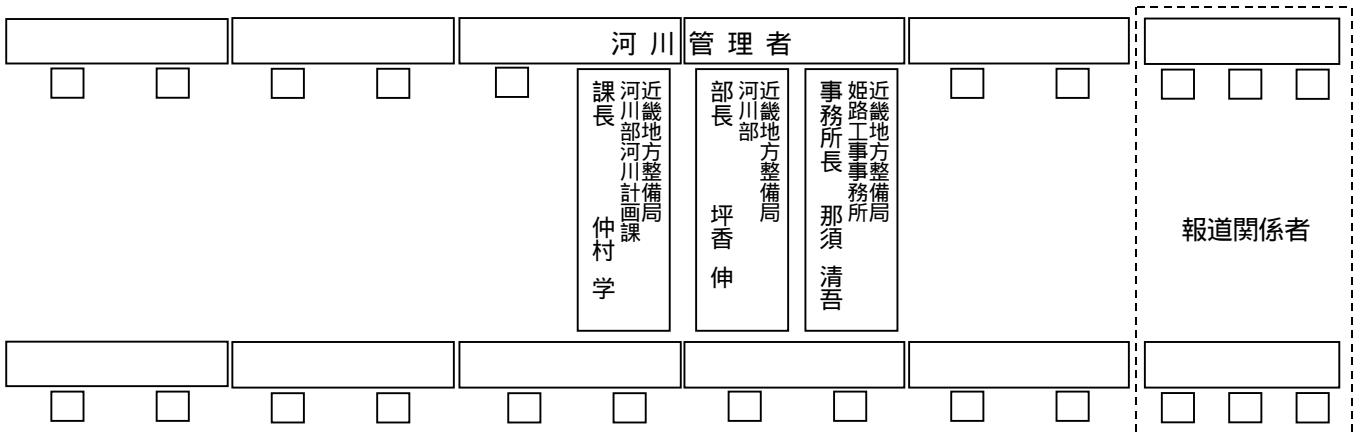 河川管理者
近畿地方整備局
姫路工事事務所
事務所長 那須 清吾
近畿地方整備局
河川部
部長 坪香 伸
近畿地方整備局
河川部河川計画課
課長 仲村 学
報道関係者